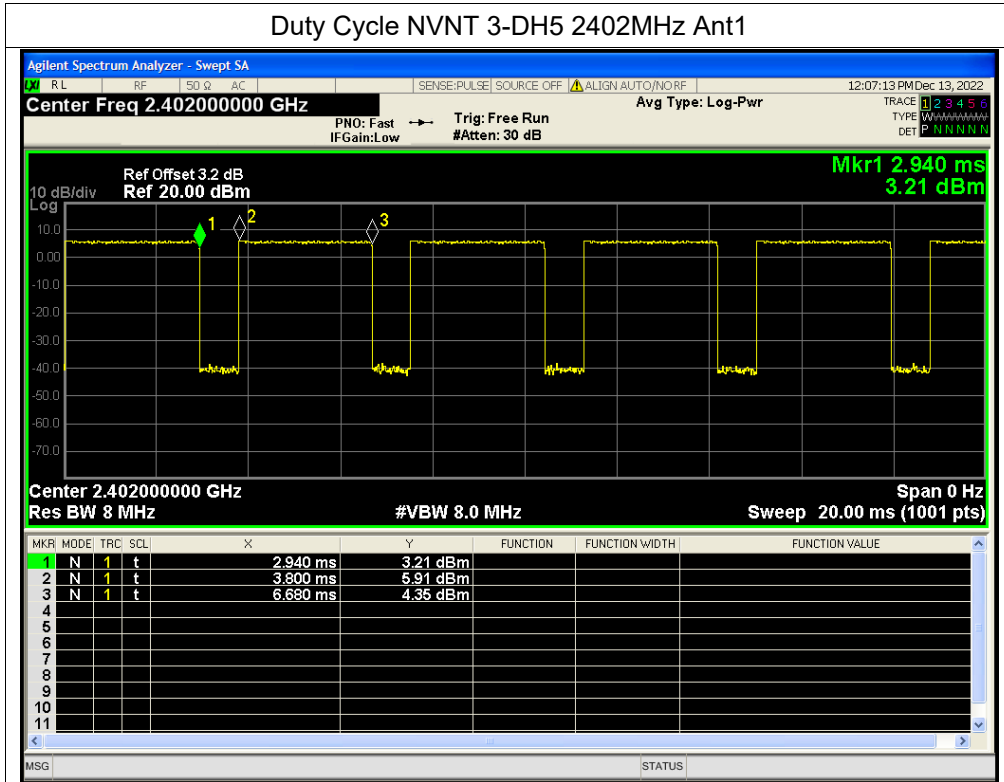 Duty Cycle NVNT 3-DH5 2402MHz Ant1
Agilent Spectrum Analyzer - Swept SA
LXI RL RF 50 Ω AC SENSE:PULSE SOURCE OFF ALIGN AUTO/NORF 12:07:13 PM Dec 13, 2022
Center Freq 2.402000000 GHz Avg Type: Log-Pwr TRACE 1 2 3 4 5 6
PNO: Fast Trig: Free Run TYPE WWWWWW
IFGain:Low #Atten: 30 dB DET P N N N N N
Mkr1 2.940 ms
Ref Offset 3.2 dB
10 dB/div Ref 20.00 dBm 3.21 dBm
Log
1 2 3
10.0
0.00
-10.0
-20.0
-30.0
-40.0
-50.0
-60.0
-70.0
Center 2.402000000 GHz Span 0 Hz
Res BW 8 MHz #VBW 8.0 MHz Sweep 20.00 ms (1001 pts)
MKR MODE TRC SCL X Y FUNCTION FUNCTION WIDTH FUNCTION VALUE
1 N 1 t 2.940 ms 3.21 dBm
2 N 1 t 3.800 ms 5.91 dBm
3 N 1 t 6.680 ms 4.35 dBm
4
5
6
7
8
9
10
11
MSG STATUS